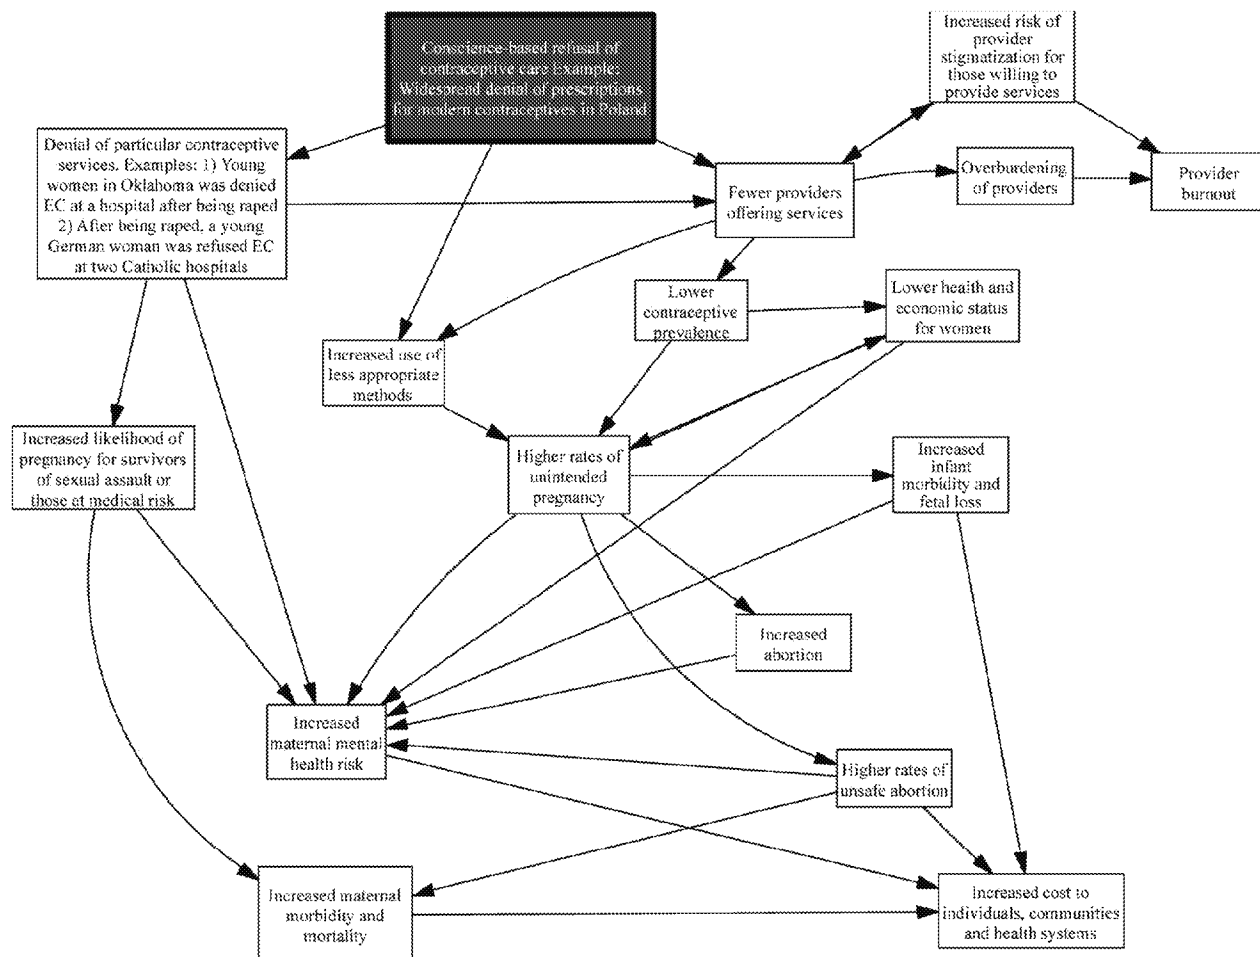 Conscience-based refusal of
contraceptive care Example:
Widespread denial of prescriptions
for modern contraceptives in Poland
Increased risk of
provider
stigmatization for
those willing to
provide services
Denial of particular contraceptive
services. Examples: 1) Young
women in Oklahoma was denied
EC at a hospital after being raped
2) After being raped, a young
German woman was refused EC
at two Catholic hospitals
Fewer providers
offering services
Overburdening
of providers
Provider
burnout
Lower
contraceptive
prevalence
Lower health and
economic status
for women
Increased use of
less appropriate
methods
Increased likelihood of
pregnancy for survivors
of sexual assault or
those at medical risk
Higher rates of
unintended
pregnancy
Increased
infant
morbidity and
fetal loss
Increased
abortion
Increased
maternal mental
health risk
Higher rates of
unsafe abortion
Increased maternal
morbidity and
mortality
Increased cost to
individuals, communities
and health systems